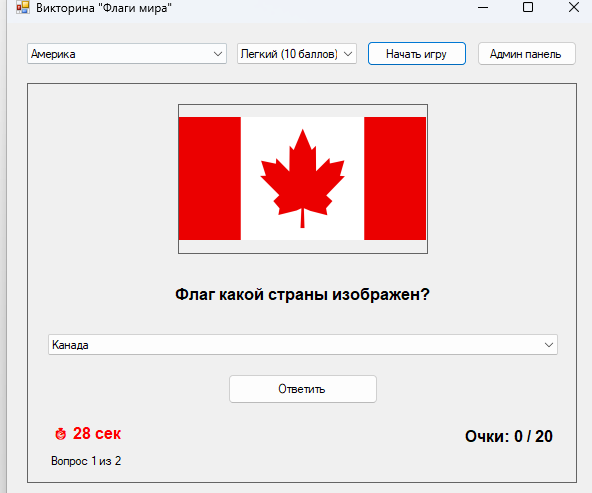 Викторина "Флаги мира"
Америка Легкий (10 баллов) Начать игру Админ панель
Флаг какой страны изображен?
Канада
Ответить
28 сек
Очки: 0 / 20
Вопрос 1 из 2